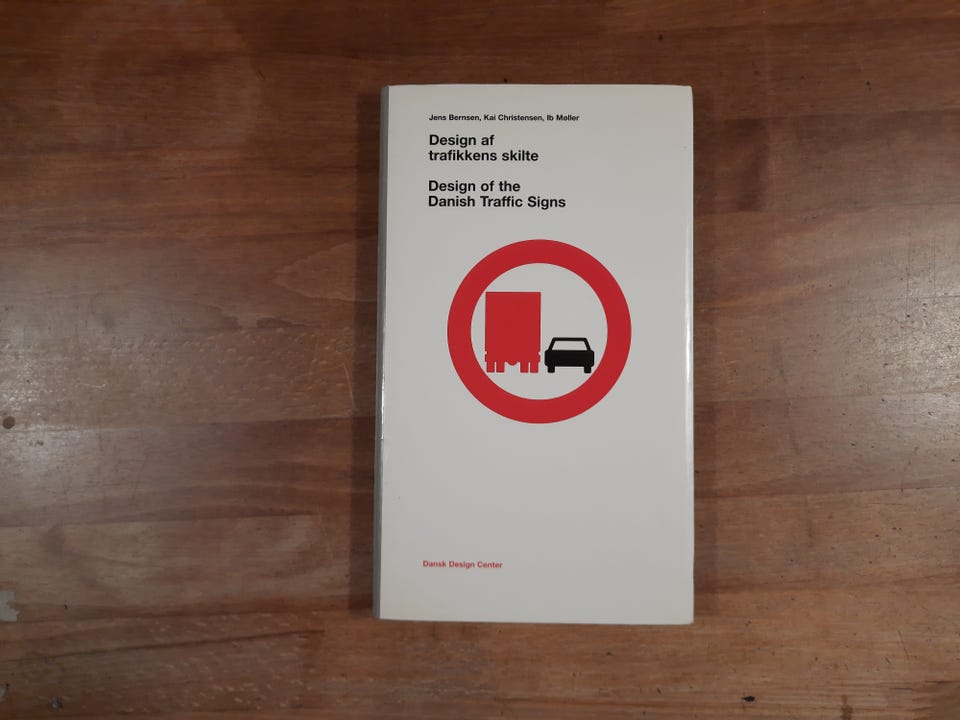 Jens Bernsen, Kai Christensen, Ib Møller
Design af
trafikkens skilte
Design of the
Danish Traffic Signs
Dansk Design Center